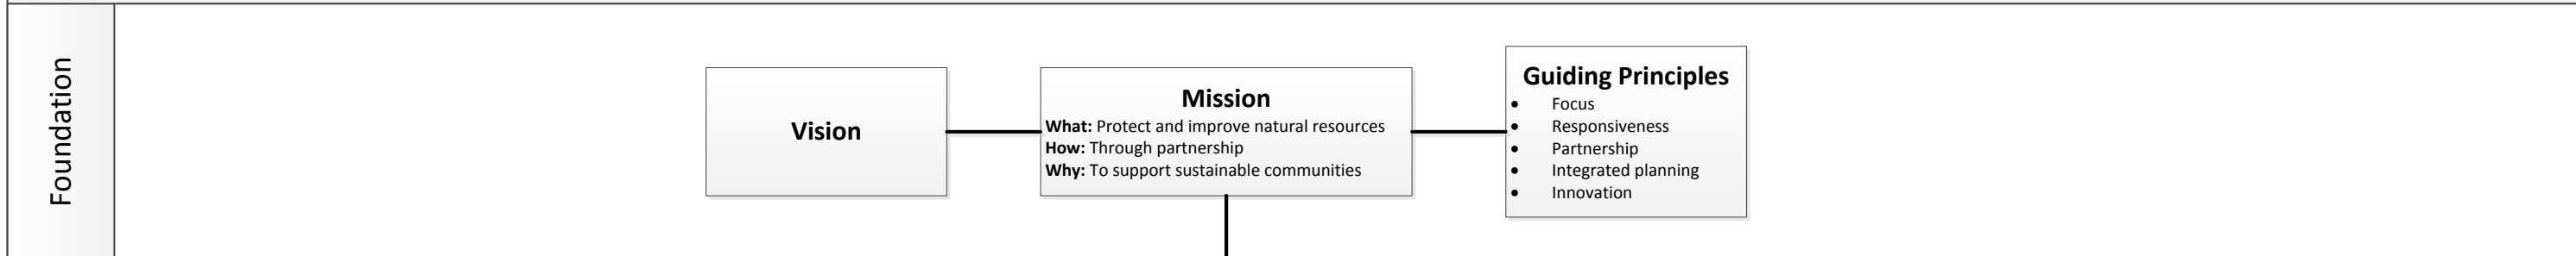 Foundation
Vision
Mission
What: Protect and improve natural resources
How: Through partnership
Why: To support sustainable communities
Guiding Principles
• Focus
• Responsiveness
• Partnership
• Integrated planning
• Innovation